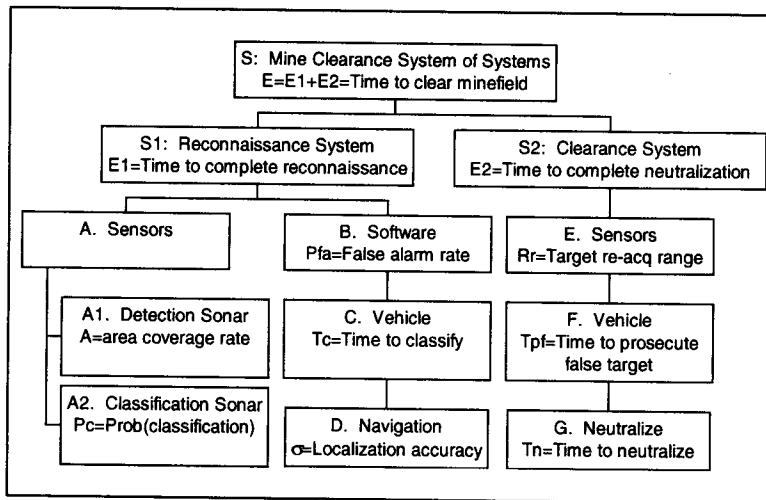 S: Mine Clearance System of Systems
E=E1+E2=Time to clear minefield
S1: Reconnaissance System
E1=Time to complete reconnaissance
S2: Clearance System
E2=Time to complete neutralization
A. Sensors
B. Software
Pfa=False alarm rate
E. Sensors
Rr=Target re-acq range
A1. Detection Sonar
A=area coverage rate
C. Vehicle
Tc=Time to classify
F. Vehicle
Tpf=Time to prosecute
false target
A2. Classification Sonar
Pc=Prob(classification)
D. Navigation
σ=Localization accuracy
G. Neutralize
Tn=Time to neutralize